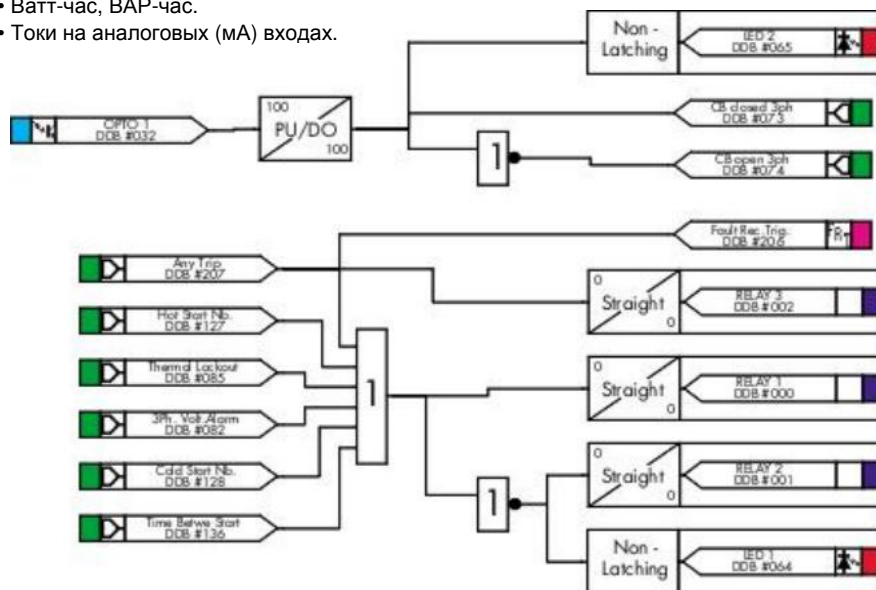 • Ватт-час, ВАР-час.
• Токи на аналоговых (мА) входах.
Non -
Latching
LED 2
DDB #065
OPTO 1
DDB #032
100
PU/DO
100
CB closed 3ph
DDB #073
1
CB open 3ph
DDB #074
Fault Rec. Trig.
DDB #206
FR
Any Trip
DDB #207
0
Straight
0
RELAY 3
DDB #002
Hot Start Nb.
DDB #127
Thermal Lockout
DDB #085
1
0
Straight
0
RELAY 1
DDB #000
3Ph. Volt.Alarm
DDB #082
Cold Start Nb.
DDB #128
0
Straight
0
RELAY 2
DDB #001
1
Time Betwe Start
DDB #136
Non -
Latching
LED 1
DDB #064